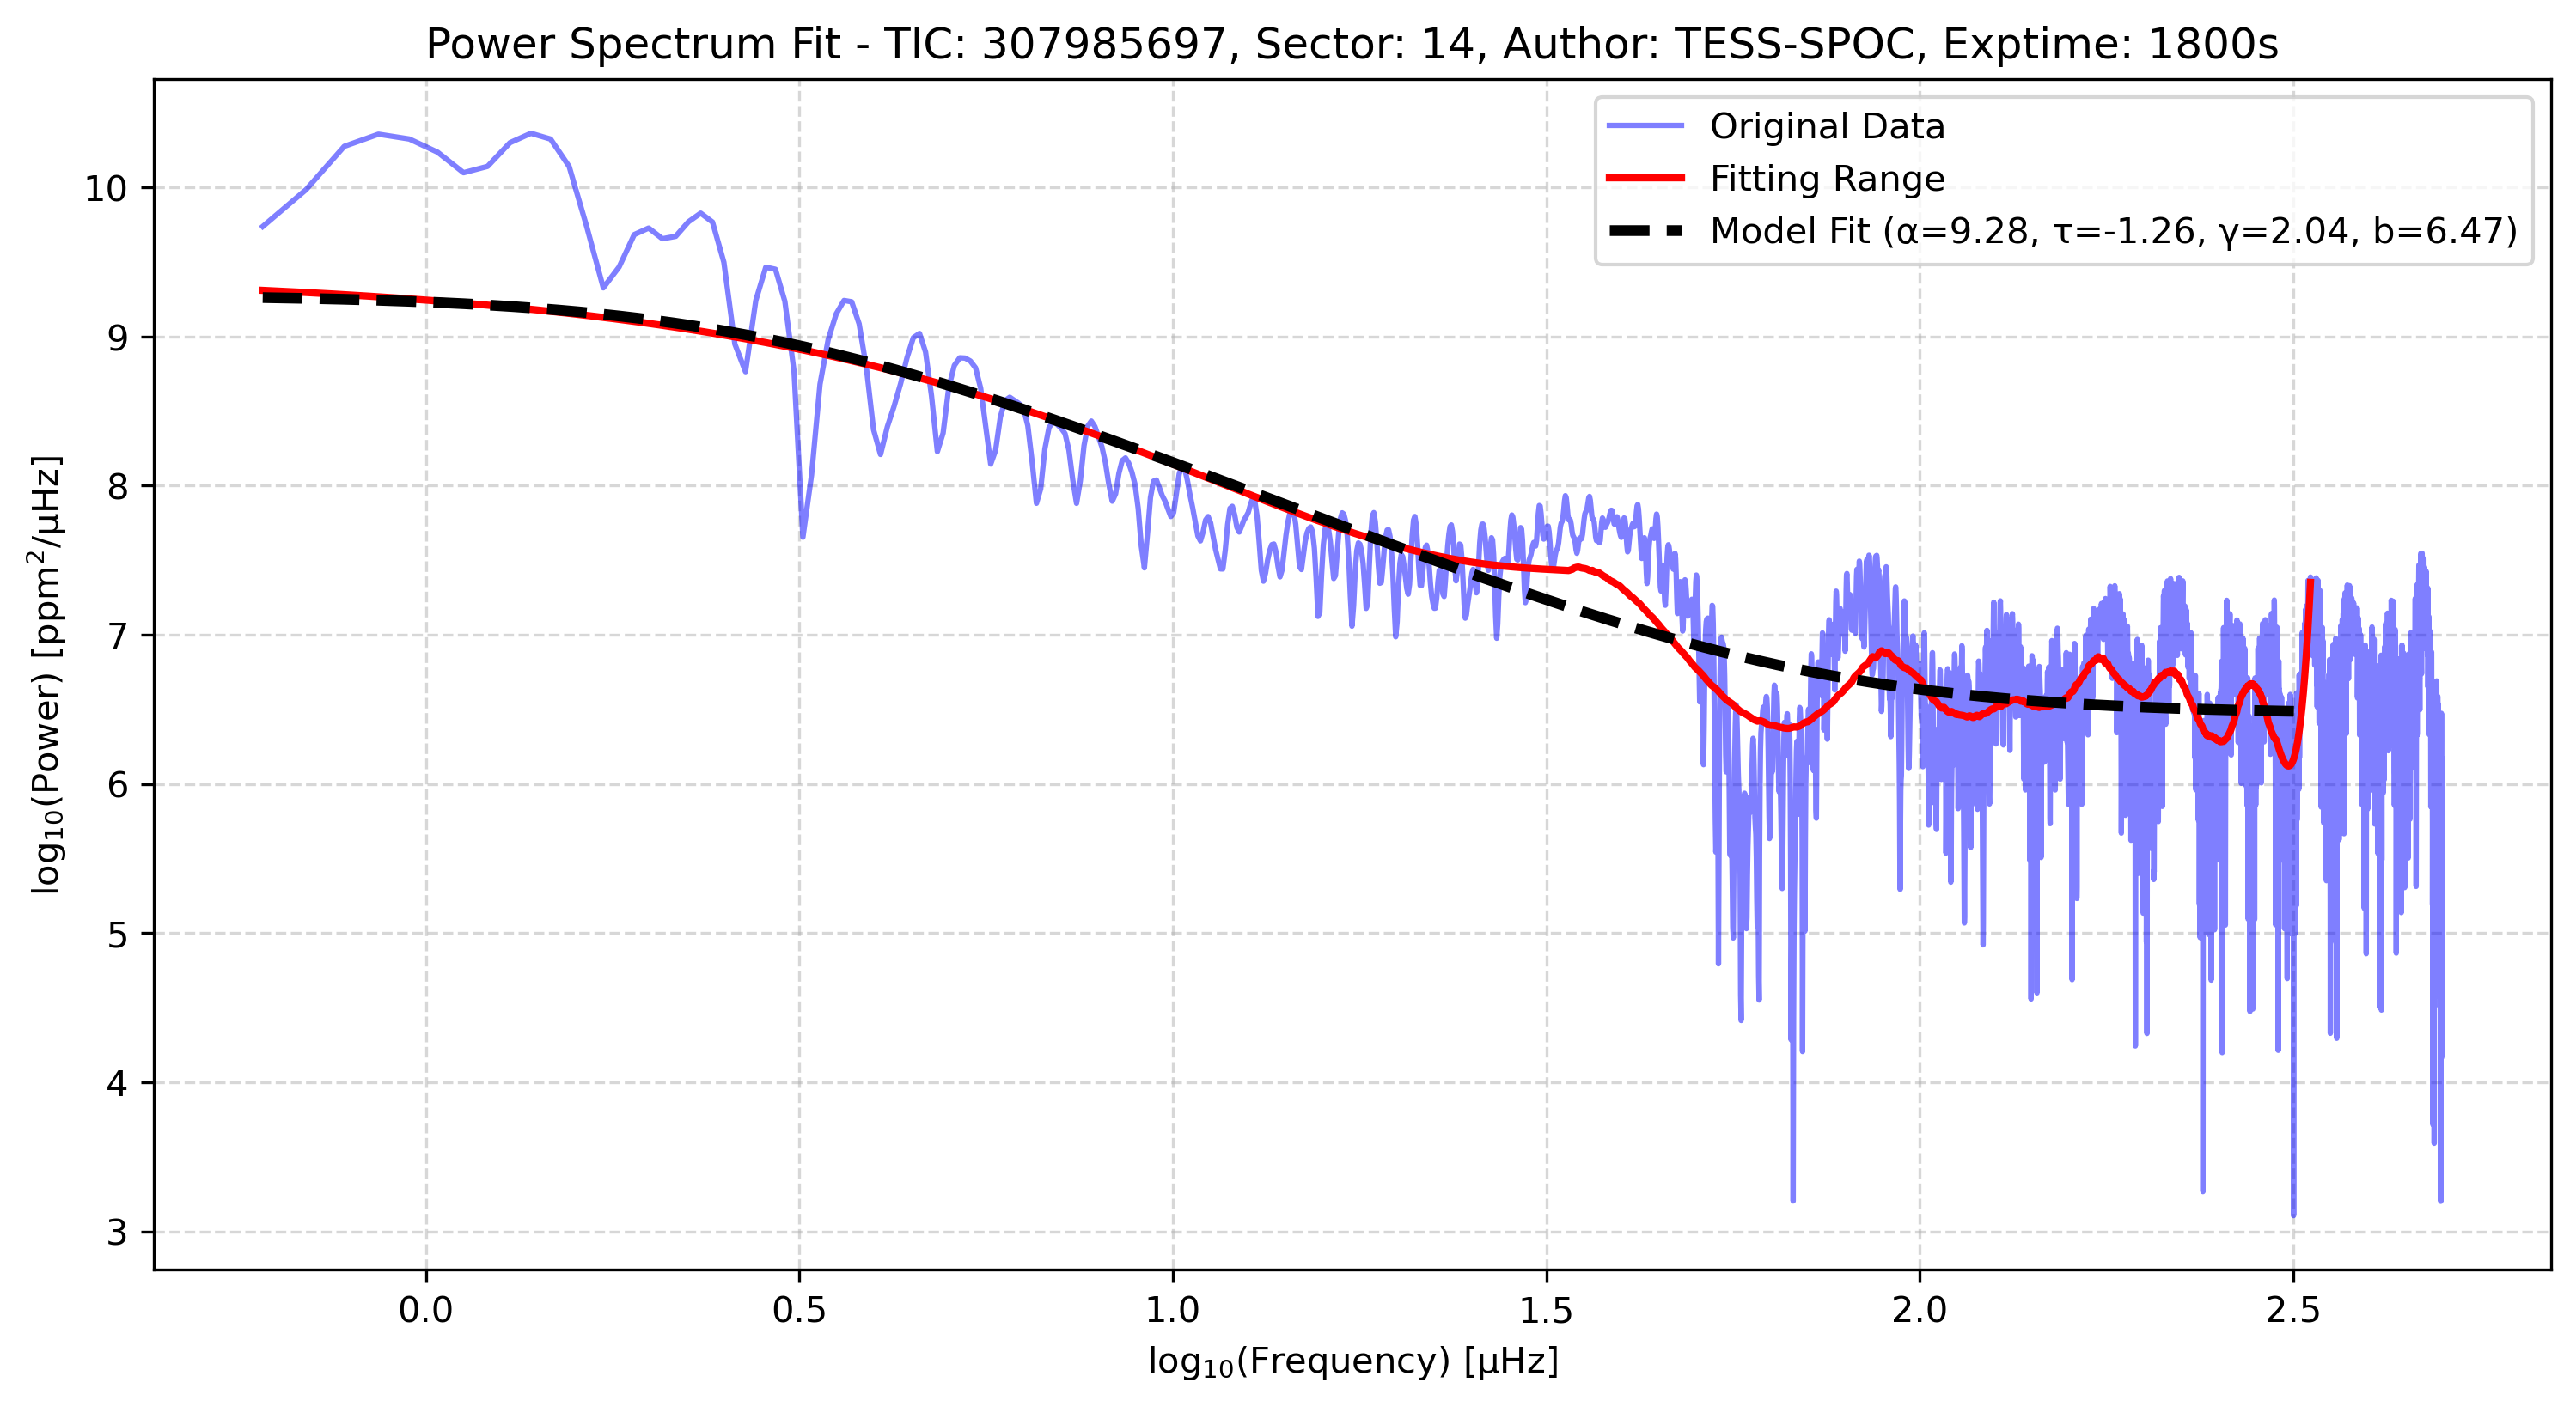 Power Spectrum Fit - TIC: 307985697, Sector: 14, Author: TESS-SPOC, Exptime: 1800s
Original Data
Fitting Range
Model Fit (α=9.28, τ=-1.26, γ=2.04, b=6.47)
log₁₀(Power) [ppm²/μHz]
10
9
8
7
6
5
4
3
0.0
0.5
1.0
1.5
2.0
2.5
log₁₀(Frequency) [μHz]